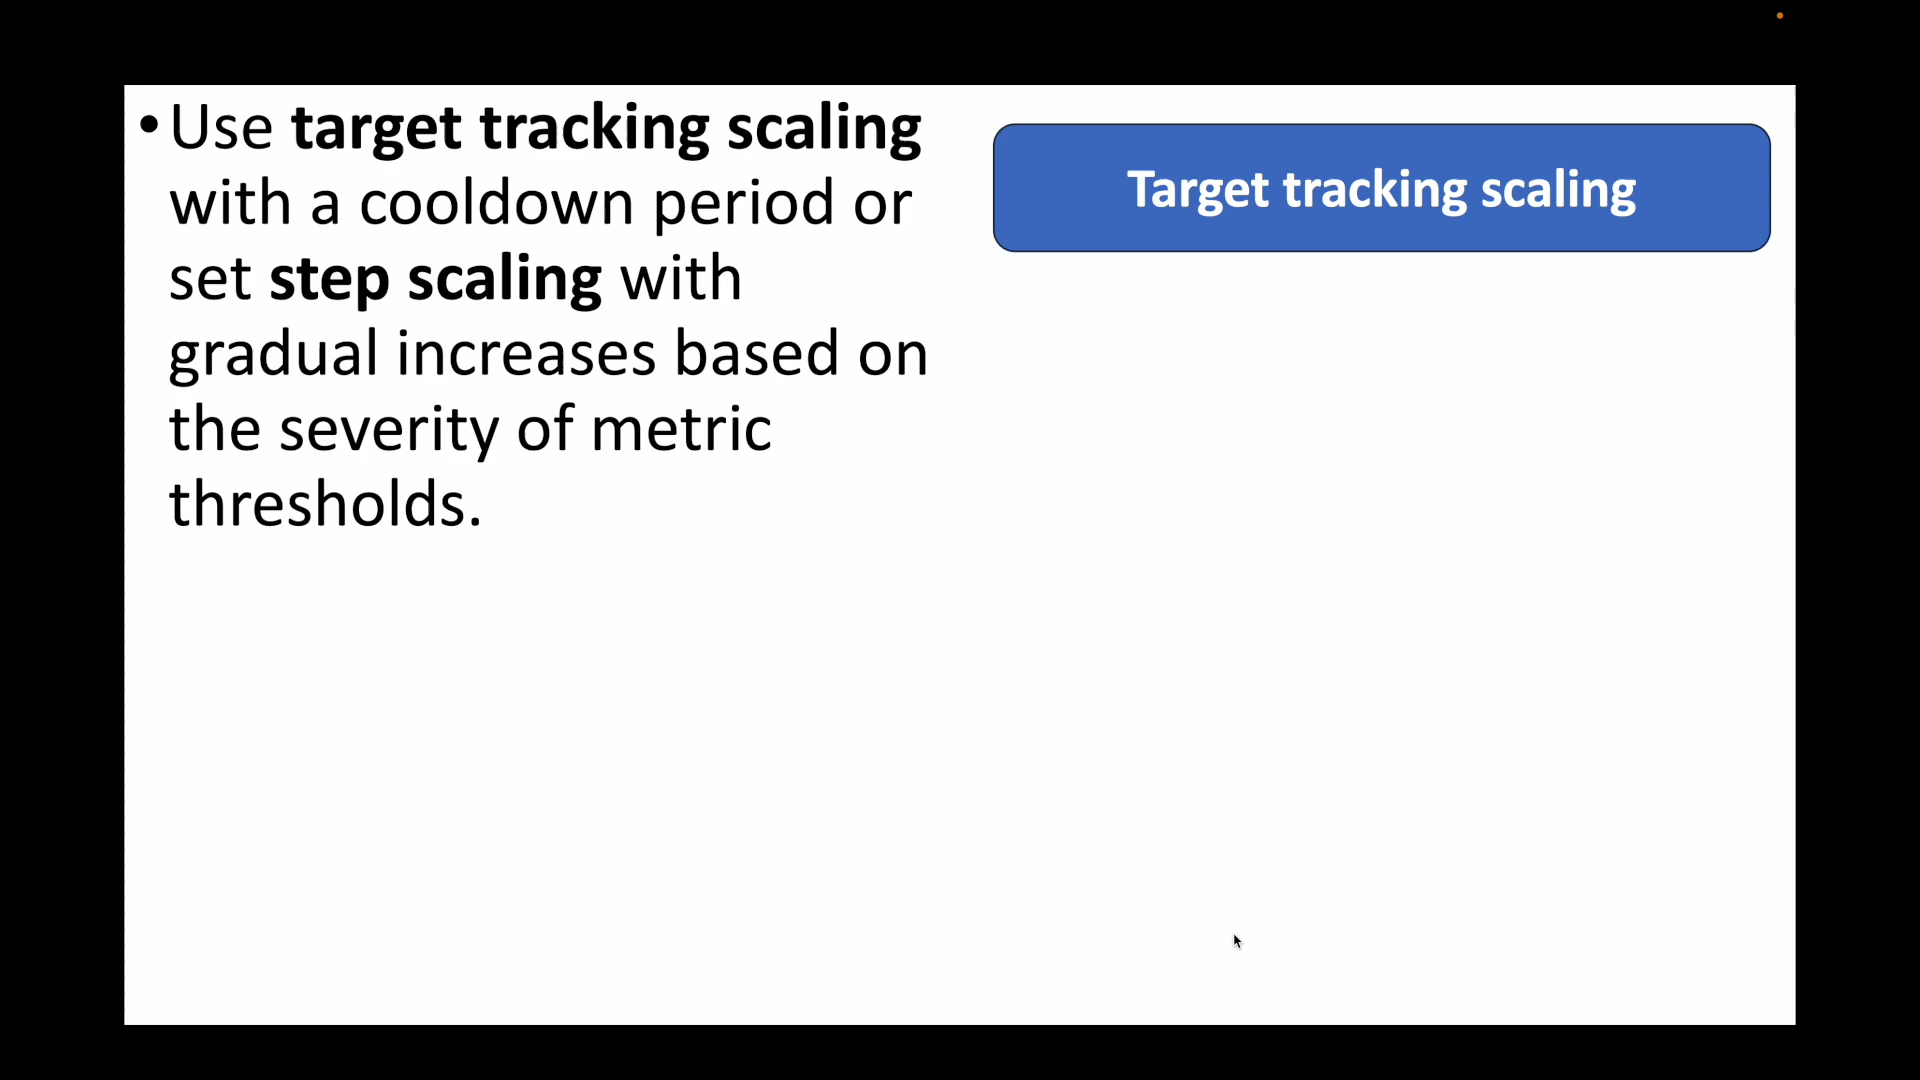 • Use target tracking scaling
with a cooldown period or
set step scaling with
gradual increases based on
the severity of metric
thresholds.
Target tracking scaling